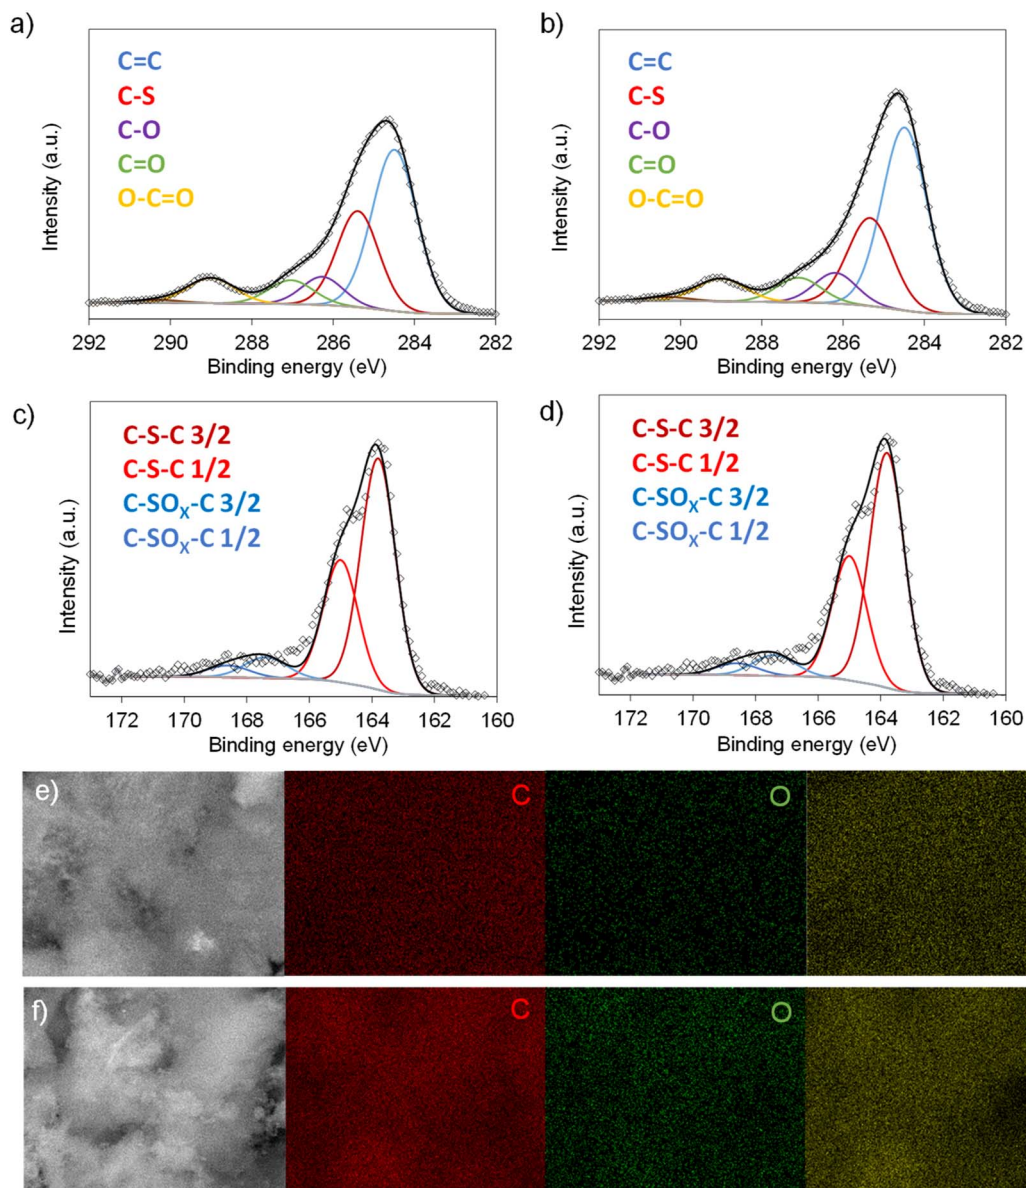 a)
C=C
C-S
C-O
C=O
O-C=O
Intensity (a.u.)
292 290 288 286 284 282
Binding energy (eV)
b)
C=C
C-S
C-O
C=O
O-C=O
Intensity (a.u.)
292 290 288 286 284 282
Binding energy (eV)
c)
C-S-C 3/2
C-S-C 1/2
C-SOX-C 3/2
C-SOX-C 1/2
Intensity (a.u.)
172 170 168 166 164 162 160
Binding energy (eV)
d)
C-S-C 3/2
C-S-C 1/2
C-SOX-C 3/2
C-SOX-C 1/2
Intensity (a.u.)
172 170 168 166 164 162 160
Binding energy (eV)
e)
C
O
f)
C
O